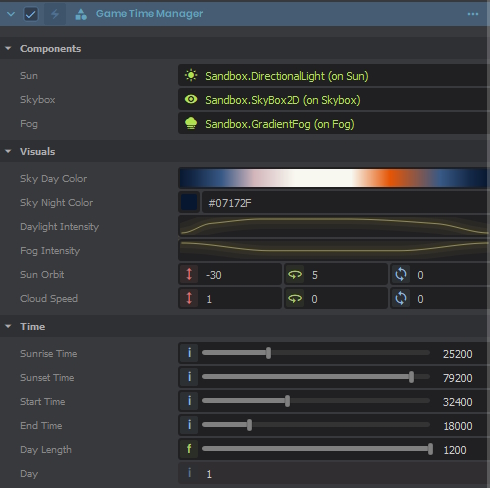 Game Time Manager
Components
Sun Sandbox.DirectionalLight (on Sun)
Skybox Sandbox.SkyBox2D (on Skybox)
Fog Sandbox.GradientFog (on Fog)
Visuals
Sky Day Color
Sky Night Color #07172F
Daylight Intensity
Fog Intensity
Sun Orbit -30 5 0
Cloud Speed 1 0 0
Time
Sunrise Time i 25200
Sunset Time i 79200
Start Time i 32400
End Time i 18000
Day Length f 1200
Day i 1